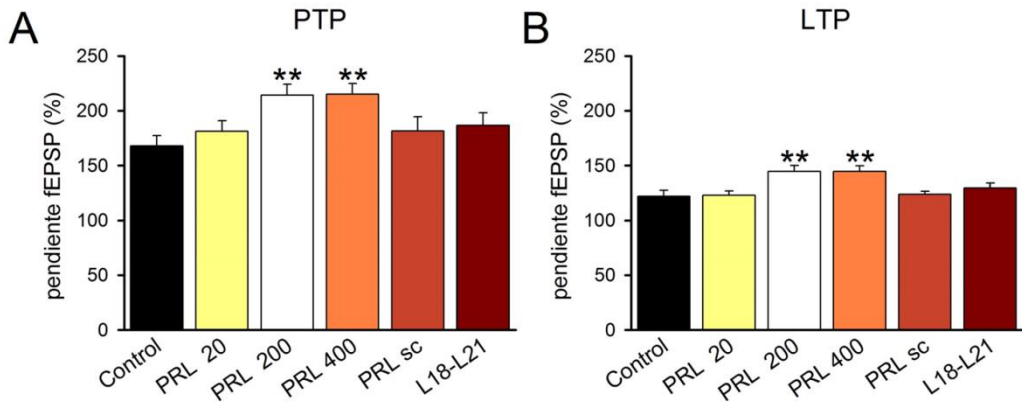 A
PTP
pendiente fEPSP (%)
250
200
150
100
50
0
**
**
Control
PRL 20
PRL 200
PRL 400
PRL sc
L18-L21
B
LTP
pendiente fEPSP (%)
250
200
150
100
50
0
**
**
Control
PRL 20
PRL 200
PRL 400
PRL sc
L18-L21